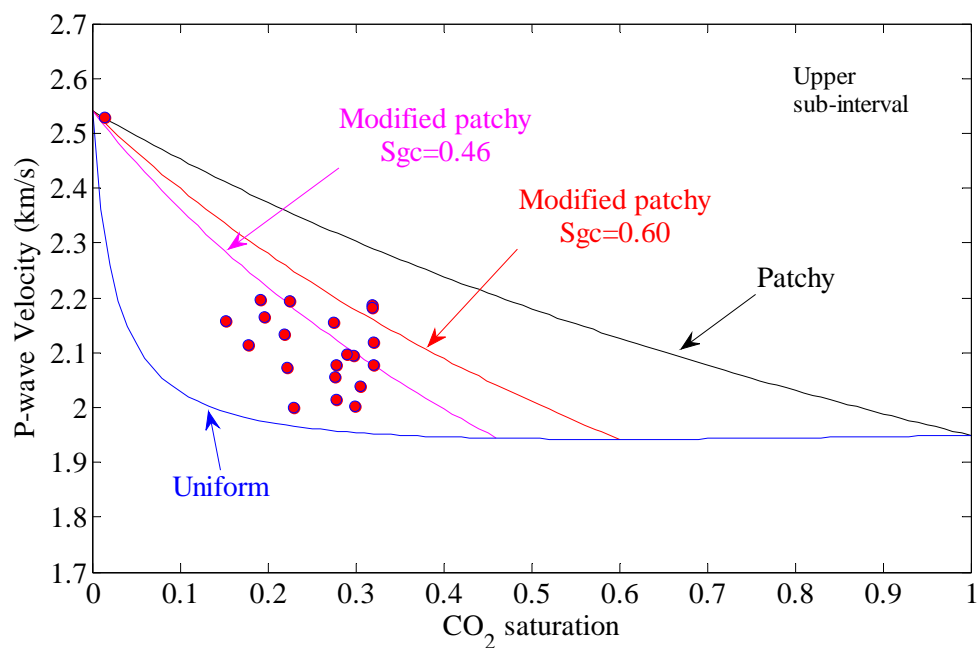 2.7
2.6
2.5
2.4
2.3
2.2
2.1
2
1.9
1.8
1.7
P-wave Velocity (km/s)
Upper
sub-interval
Modified patchy
Sgc=0.46
Modified patchy
Sgc=0.60
Patchy
Uniform
0 0.1 0.2 0.3 0.4 0.5 0.6 0.7 0.8 0.9 1
CO2 saturation